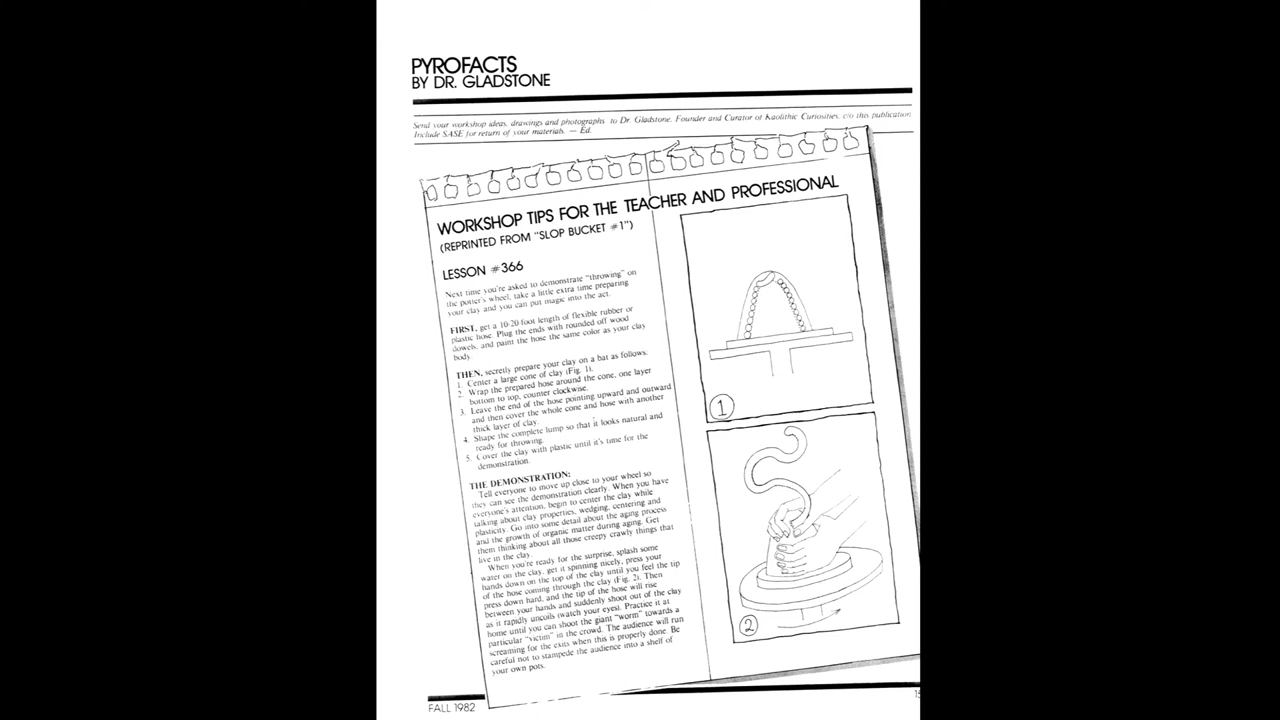 PYROFACTS
BY DR. GLADSTONE
Send your workshop ideas, drawings and photographs to Dr. Gladstone, Founder and Curator of Kaolithic Curiosities, c/o this publication.
Include SASE for return of your materials. — Ed.
WORKSHOP TIPS FOR THE TEACHER AND PROFESSIONAL
(REPRINTED FROM "SLOP BUCKET #1")
LESSON #366
Next time you're asked to demonstrate "throwing" on
the potter's wheel, take a little extra time preparing
your clay and you can put magic into the act.
FIRST, get a 10-20 foot length of flexible rubber or
plastic hose. Plug the ends with rounded off wood
dowels, and paint the hose the same color as your clay
body.
THEN, secretly prepare your clay on a bat as follows:
1. Center a large cone of clay (Fig. 1).
2. Wrap the prepared hose around the cone, one layer
bottom to top, counter clockwise.
3. Leave the end of the hose pointing upward and outward
and then cover the whole cone and hose with another
thick layer of clay.
4. Shape the complete lump so that it looks natural and
ready for throwing.
5. Cover the clay with plastic until it's time for the
demonstration.
THE DEMONSTRATION:
Tell everyone to move up close to your wheel so
they can see the demonstration clearly. When you have
everyone's attention, begin to center the clay while
talking about clay properties, wedging, centering and
plasticity. Go into some detail about the aging process
and the growth of organic matter during aging. Get
them thinking about all those creepy crawly things that
live in the clay.
When you're ready for the surprise, splash some
water on the clay, get it spinning nicely, press your
hands down on the top of the clay until you feel the tip
of the hose coming through the clay (Fig. 2). Then
press down hard, and the tip of the hose will rise
between your hands and suddenly shoot out of the clay
as it rapidly uncoils (watch your eyes). Practice it at
home until you can shoot the giant "worm" towards a
particular "victim" in the crowd. The audience will run
screaming for the exits when this is properly done. Be
careful not to stampede the audience into a shelf of
your own pots.
1
2
FALL 1982